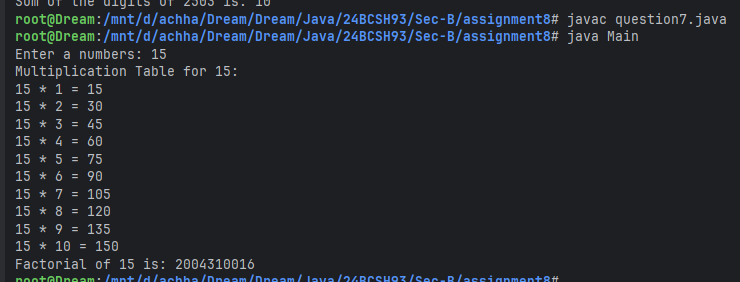 Sum of the digits of 2503 is: 10
root@Dream:/mnt/d/achha/Dream/Dream/Java/24BCSH93/Sec-B/assignment8# javac question7.java
root@Dream:/mnt/d/achha/Dream/Dream/Java/24BCSH93/Sec-B/assignment8# java Main
Enter a numbers: 15
Multiplication Table for 15:
15 * 1 = 15
15 * 2 = 30
15 * 3 = 45
15 * 4 = 60
15 * 5 = 75
15 * 6 = 90
15 * 7 = 105
15 * 8 = 120
15 * 9 = 135
15 * 10 = 150
Factorial of 15 is: 2004310016
root@Dream:/mnt/d/achha/Dream/Dream/Java/24BCSH93/Sec-B/assignment8#